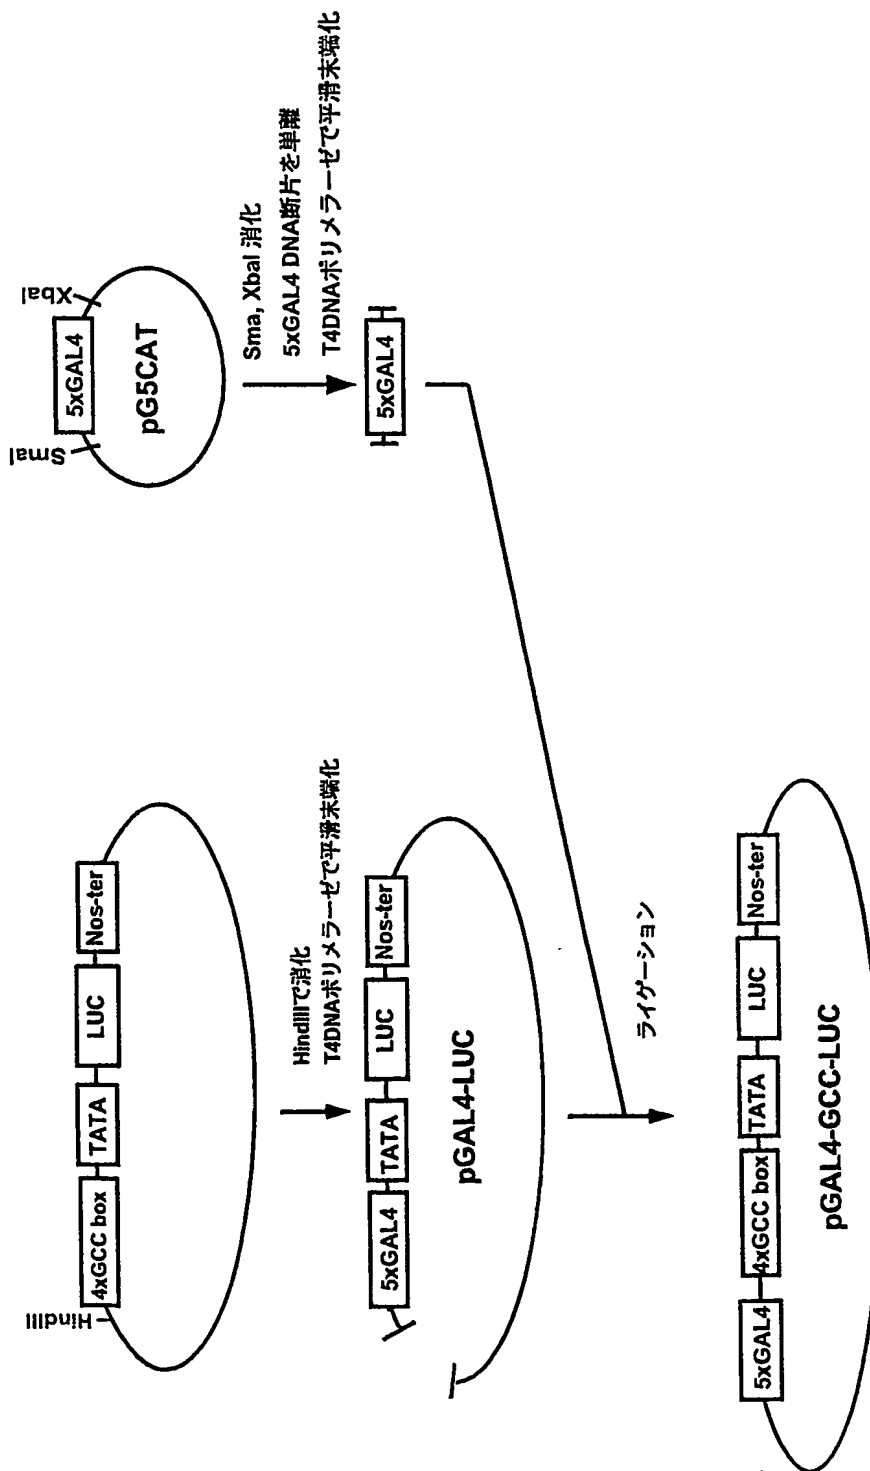 HindIII
4xGCC box
TATA
LUC
Nos-ter
HindIIIで消化
T4DNAポリメラーゼで平滑末端化
5xGAL4
TATA
LUC
Nos-ter
pGAL4-LUC
SmaI
5xGAL4
XbaI
pG5CAT
Sma, XbaI 消化
5xGAL4 DNA断片を単離
T4DNAポリメラーゼで平滑末端化
5xGAL4
ライゲーション
5xGAL4
4xGCC box
TATA
LUC
Nos-ter
pGAL4-GCC-LUC